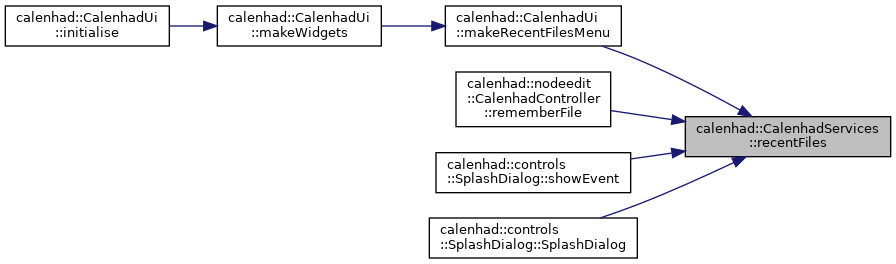 calenhad::CalenhadUi
::initialise
calenhad::CalenhadUi
::makeWidgets
calenhad::CalenhadUi
::makeRecentFilesMenu
calenhad::nodeedit
::CalenhadController
::rememberFile
calenhad::CalenhadServices
::recentFiles
calenhad::controls
::SplashDialog::showEvent
calenhad::controls
::SplashDialog::SplashDialog